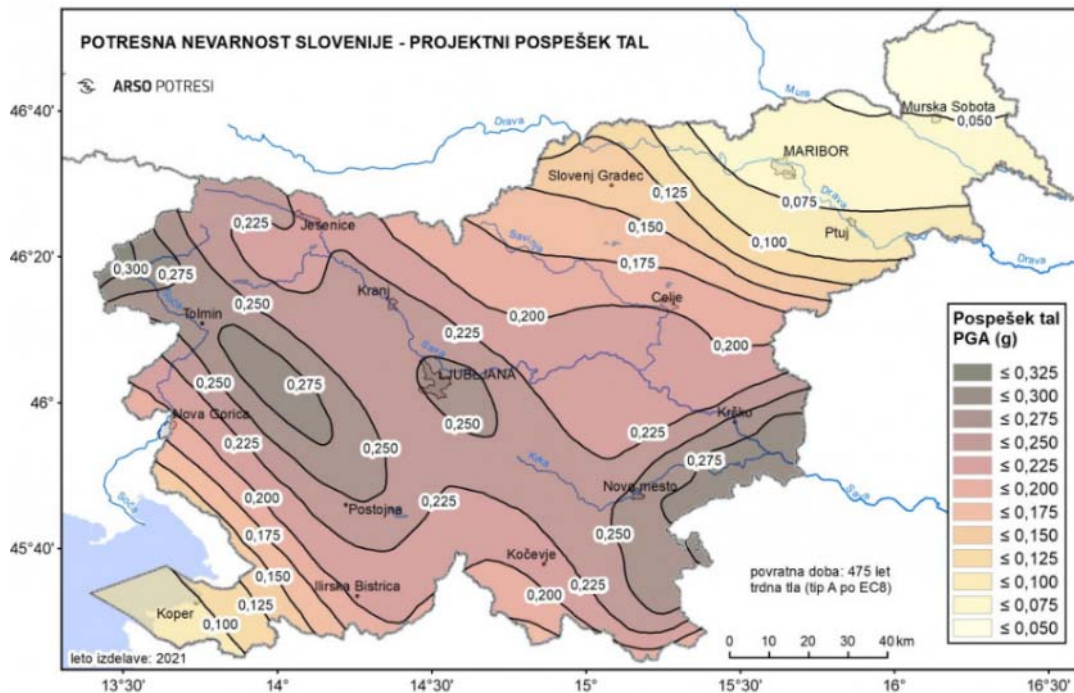 POTRESNA NEVARNOST SLOVENIJE - PROJEKTNI POSPEŠEK TAL
ARSO POTRESI
46°40'
46°20'
46°
45°40'
Drava
Mura
Murska Sobota
0,050
MARIBOR
Slovenj Gradec
0,125
0,075
Drava
0,150
0,100
Ptuj
0,225
Jesenice
Savinja
0,175
Drava
0,300
0,275
0,250
Kranj
Celje
Soča
Tolmin
0,225
0,200
0,200
Sava
LJUBLJANA
0,250
0,275
0,250
Nova Gorica
0,225
0,250
0,225
Krško
Krka
0,275
Soča
0,200
0,225
Novo mesto
Sava
Postojna
0,175
0,250
Kočevje
0,150
Ilirska Bistrica
0,200
0,225
Koper
0,125
0,100
Pospešek tal
PGA (g)
≤ 0,325
≤ 0,300
≤ 0,275
≤ 0,250
≤ 0,225
≤ 0,200
≤ 0,175
≤ 0,150
≤ 0,125
≤ 0,100
≤ 0,075
≤ 0,050
povratna doba: 475 let
trdna tla (tip A po EC8)
0 10 20 30 40 km
leto izdelave: 2021
13°30' 14° 14°30' 15° 15°30' 16° 16°30'